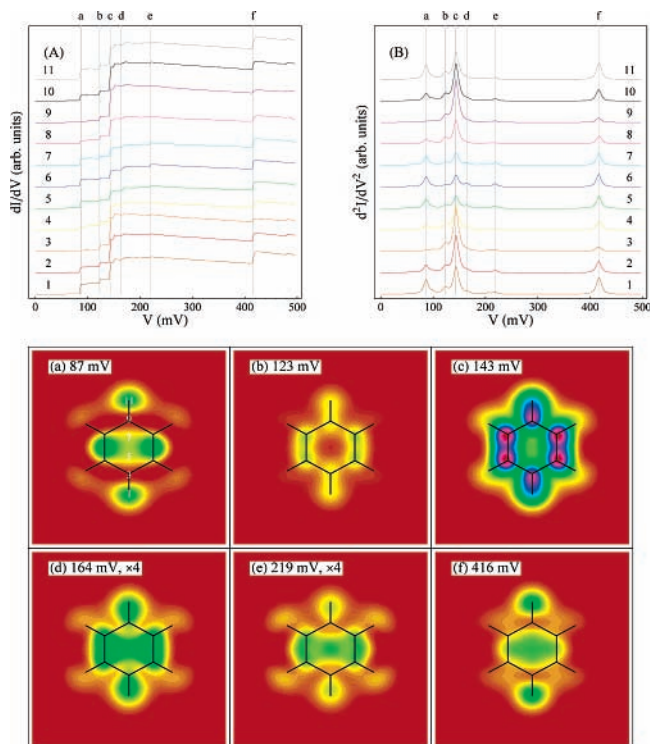 a b c d e f
a b c d e f
(A)
(B)
dI/dV (arb. units)
d²I/dV² (arb. units)
11
10
9
8
7
6
5
4
3
2
1
11
10
9
8
7
6
5
4
3
2
1
0 100 200 300 400 500
0 100 200 300 400 500
V (mV)
V (mV)
(a) 87 mV
(b) 123 mV
(c) 143 mV
(d) 164 mV, ×4
(e) 219 mV, ×4
(f) 416 mV